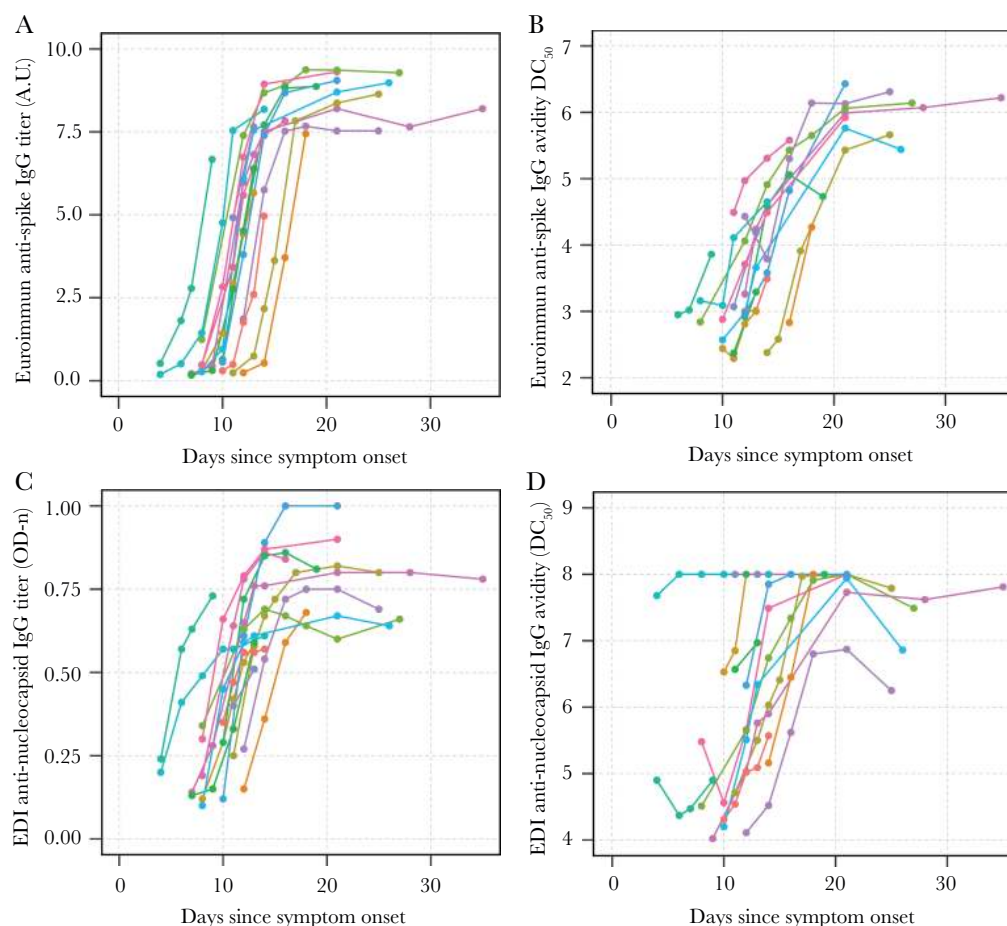 A
Euroimmun anti-spike IgG titer (A.U.)
10.0
7.5
5.0
2.5
0.0
0 10 20 30
Days since symptom onset
B
Euroimmun anti-spike IgG avidity DC50
7
6
5
4
3
2
0 10 20 30
Days since symptom onset
C
EDI anti-nucleocapsid IgG titer (OD-n)
1.00
0.75
0.50
0.25
0.00
0 10 20 30
Days since symptom onset
D
EDI anti-nucleocapsid IgG avidity (DC50)
9
8
7
6
5
4
0 10 20 30
Days since symptom onset